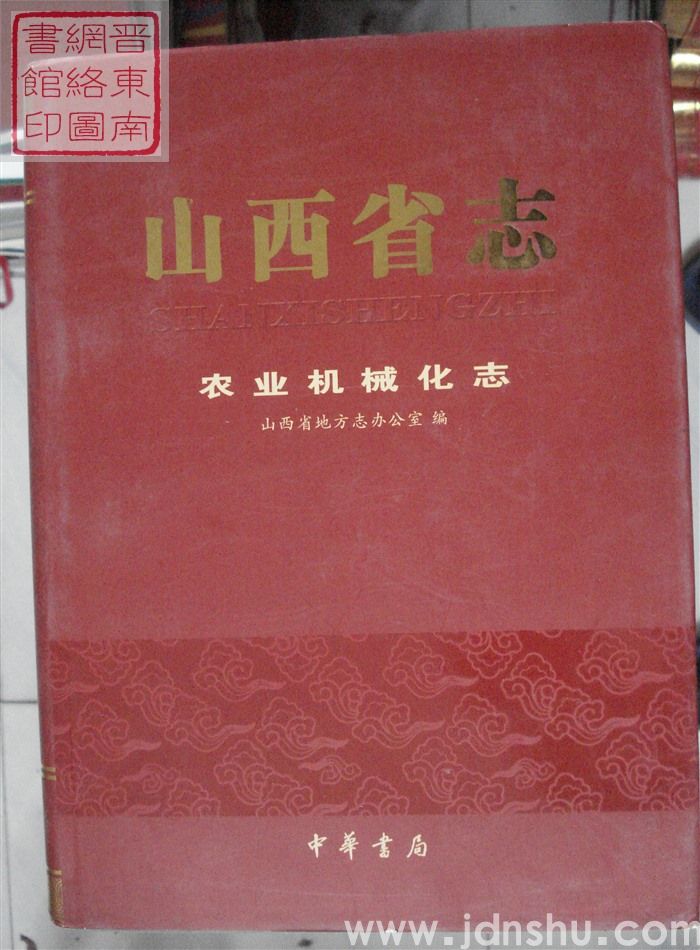 晋東南
網絡圖
書館印
山西省志
SHANXISHENGZHI
农业机械化志
山西省地方志办公室 编
中華書局
www.jdnshu.com